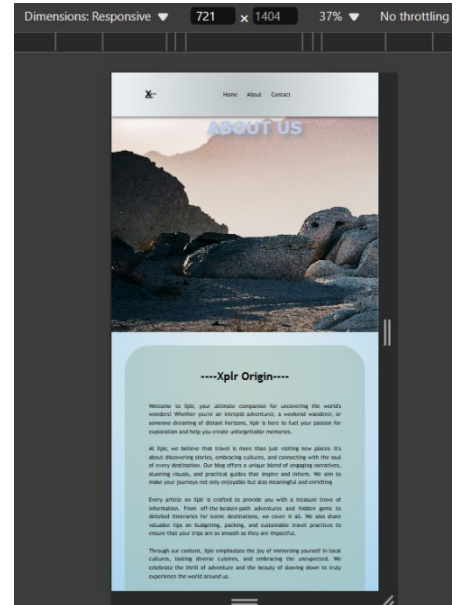 Dimensions: Responsive ▼ 721 × 1404 37% ▼ No throttling
Home About Contact
ABOUT US
----Xplr Origin----
Welcome to Xplr, your ultimate companion for uncovering the world's
wonders! Whether you're an intrepid adventurer, a weekend wanderer, or
someone dreaming of distant horizons, Xplr is here to fuel your passion for
exploration and help you create unforgettable memories.
At Xplr, we believe that travel is more than just visiting new places- it's
about discovering stories, embracing cultures, and connecting with the soul
of every destination. Our blog offers a unique blend of engaging narratives,
stunning visuals, and practical guides that inspire and inform. We aim to
make your journeys not only enjoyable but also meaningful and enriching
Every article on Xplr is crafted to provide you with a treasure trove of
information. From off-the-beaten-path adventures and hidden gems to
detailed itineraries for iconic destinations, we cover it all. We also share
valuable tips on budgeting, packing, and sustainable travel practices to
ensure that your trips are as smooth as they are impactful.
Through our content, Xplr emphasizes the joy of immersing yourself in local
cultures, tasting diverse cuisines, and embracing the unexpected. We
celebrate the thrill of adventure and the beauty of slowing down to truly
experience the world around us.